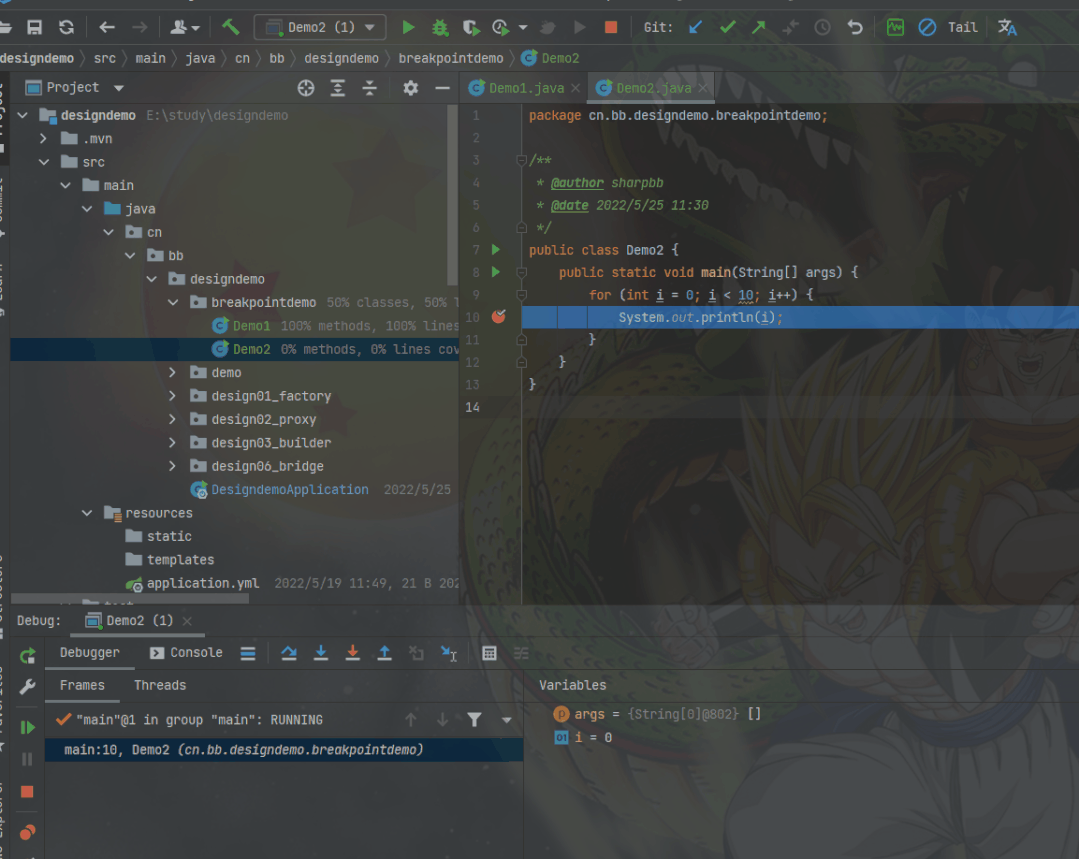 Demo2 (1)
Git:
Tail
designdemo
src
main
java
cn
bb
designdemo
breakpointdemo
Demo2
Project
Demo1.java
Demo2.java
designdemo E:\study\designdemo
.mvn
src
main
java
cn
bb
designdemo
breakpointdemo 50% classes, 50%
Demo1 100% methods, 100% lines
Demo2 0% methods, 0% lines cov
demo
design01_factory
design02_proxy
design03_builder
design06_bridge
DesigndemoApplication 2022/5/25
resources
static
templates
application.yml 2022/5/19 11:49, 21 B 202
1 package cn.bb.designdemo.breakpointdemo;
2
3 /**
4 * @author sharpbb
5 * @date 2022/5/25 11:30
6 */
7 public class Demo2 {
8 public static void main(String[] args) {
9 for (int i = 0; i < 10; i++) {
10 System.out.println(i);
11 }
12 }
13 }
14
Debug:
Demo2 (1)
Debugger
Console
Frames
Threads
Variables
"main"@1 in group "main": RUNNING
main:10, Demo2 (cn.bb.designdemo.breakpointdemo)
args = {String[0]@802} []
i = 0